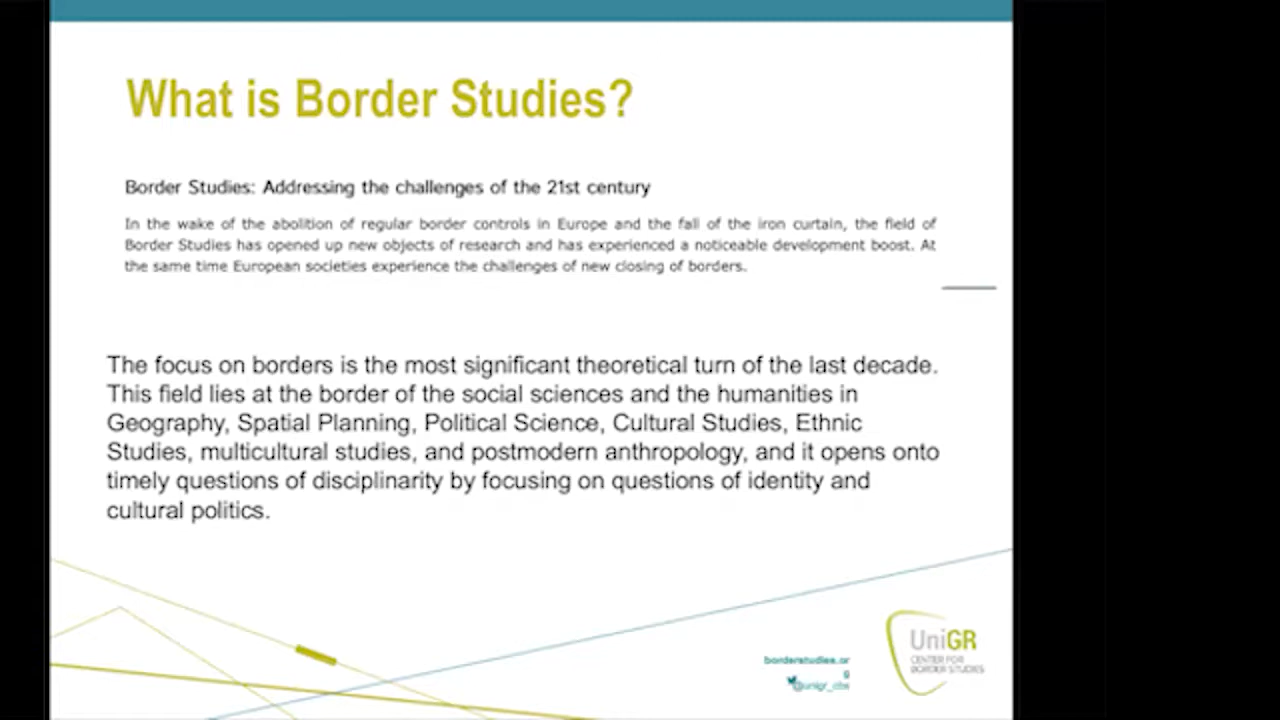 What is Border Studies?
Border Studies: Addressing the challenges of the 21st century
In the wake of the abolition of regular border controls in Europe and the fall of the iron curtain, the field of
Border Studies has opened up new objects of research and has experienced a noticeable development boost. At
the same time European societies experience the challenges of new closing of borders.
The focus on borders is the most significant theoretical turn of the last decade.
This field lies at the border of the social sciences and the humanities in
Geography, Spatial Planning, Political Science, Cultural Studies, Ethnic
Studies, multicultural studies, and postmodern anthropology, and it opens onto
timely questions of disciplinarity by focusing on questions of identity and
cultural politics.
borderstudies.or
g
@unigr_cbs
UniGR
CENTER FOR
BORDER STUDIES